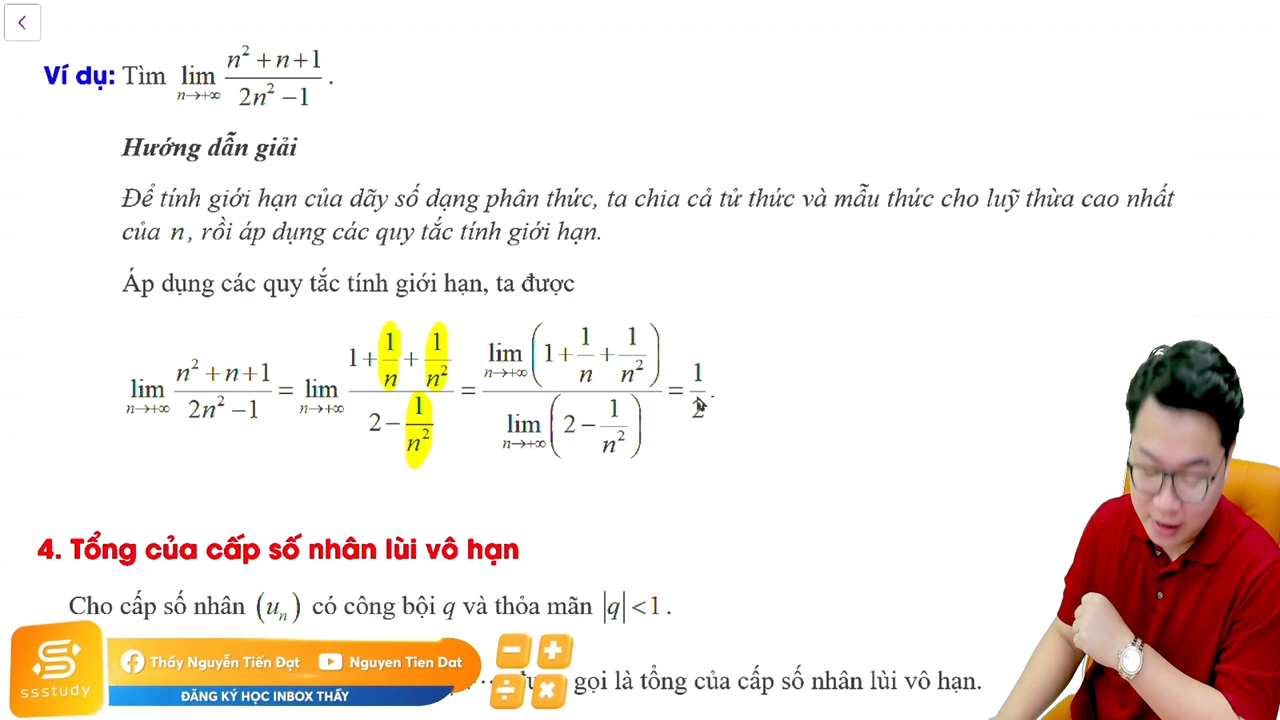 Ví dụ: Tìm lim n→+∞ (n² + n + 1)/(2n² − 1).
Hướng dẫn giải
Để tính giới hạn của dãy số dạng phân thức, ta chia cả tử thức và mẫu thức cho luỹ thừa cao nhất
của n, rồi áp dụng các quy tắc tính giới hạn.
Áp dụng các quy tắc tính giới hạn, ta được
lim n→+∞ (n² + n + 1)/(2n² − 1) = lim n→+∞ (1 + 1/n + 1/n²)/(2 − 1/n²) = lim n→+∞ (1 + 1/n + 1/n²) / lim n→+∞ (2 − 1/n²) = 1/2.
4. Tổng của cấp số nhân lùi vô hạn
Cho cấp số nhân (uₙ) có công bội q và thỏa mãn |q| < 1.
gọi là tổng của cấp số nhân lùi vô hạn.
ssstudy
Thầy Nguyễn Tiến Đạt Nguyen Tien Dat
ĐĂNG KÝ HỌC INBOX THẦY